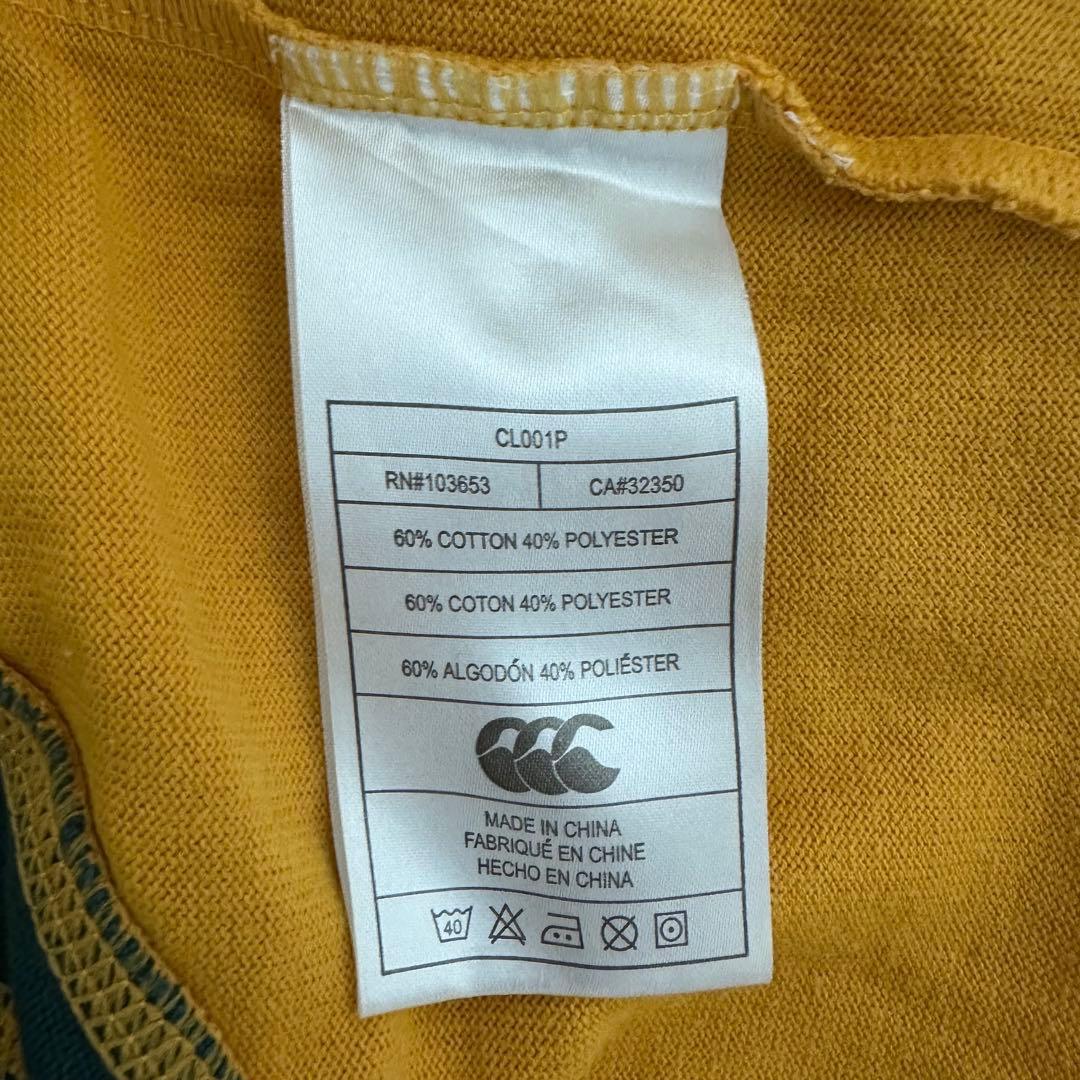 CL001P
RN#103653 CA#32350
60% COTTON 40% POLYESTER
60% COTON 40% POLYESTER
60% ALGODÓN 40% POLIÉSTER
MADE IN CHINA
FABRIQUÉ EN CHINE
HECHO EN CHINA
40